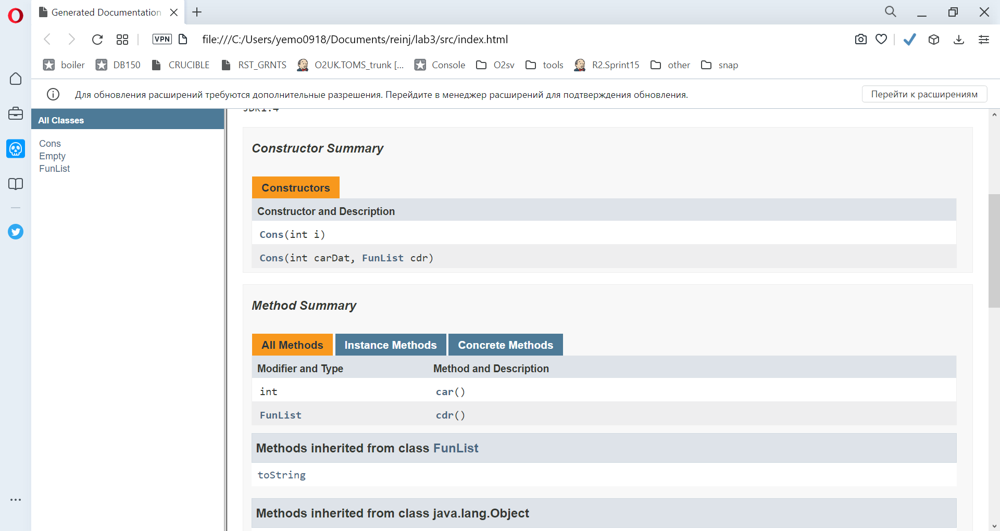 Generated Documentation
VPN
file:///C:/Users/yemo0918/Documents/reinj/lab3/src/index.html
boiler DB150 CRUCIBLE RST_GRNTS O2UK.TOMS_trunk [... Console O2sv tools R2.Sprint15 other snap
Для обновления расширений требуются дополнительные разрешения. Перейдите в менеджер расширений для подтверждения обновления.
Перейти к расширениям
All Classes
Cons
Empty
FunList
JDK1.4
Constructor Summary
Constructors
Constructor and Description
Cons(int i)
Cons(int carDat, FunList cdr)
Method Summary
All Methods Instance Methods Concrete Methods
Modifier and Type Method and Description
int car()
FunList cdr()
Methods inherited from class FunList
toString
Methods inherited from class java.lang.Object